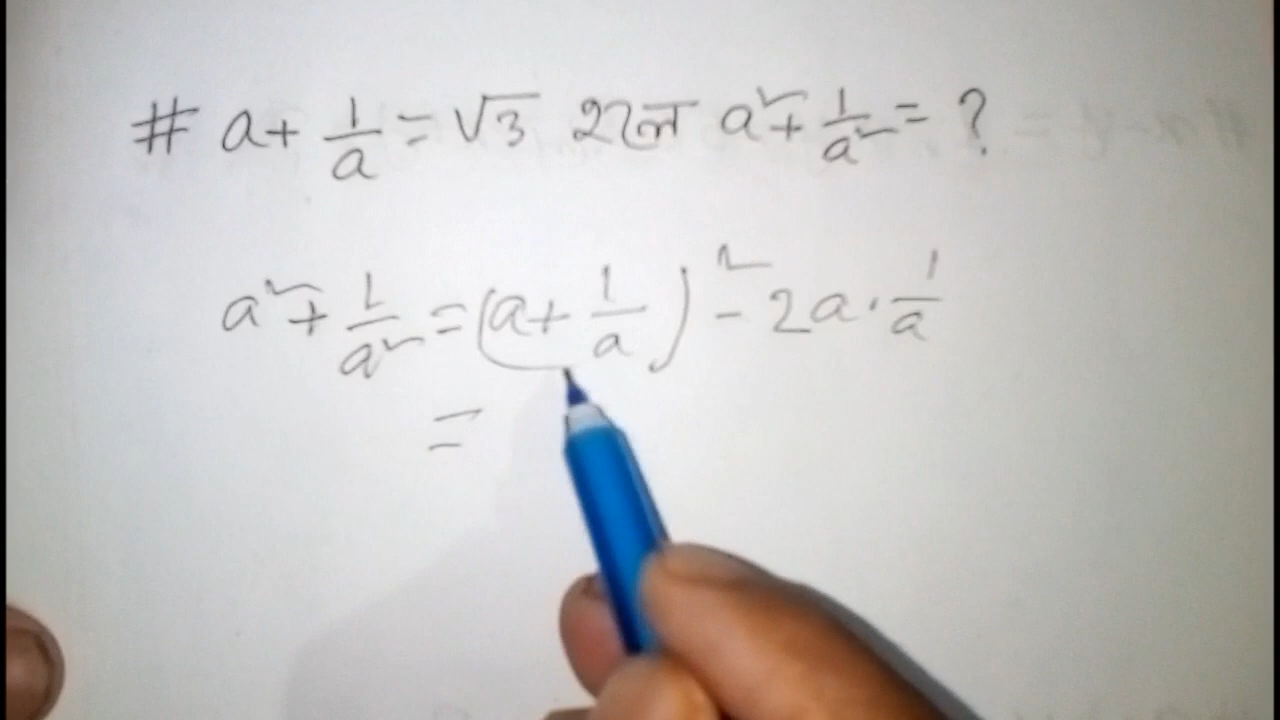 # a + 1/a = √3 হলে a² + 1/a² = ?
a² + 1/a² = (a + 1/a)² - 2a · 1/a
=